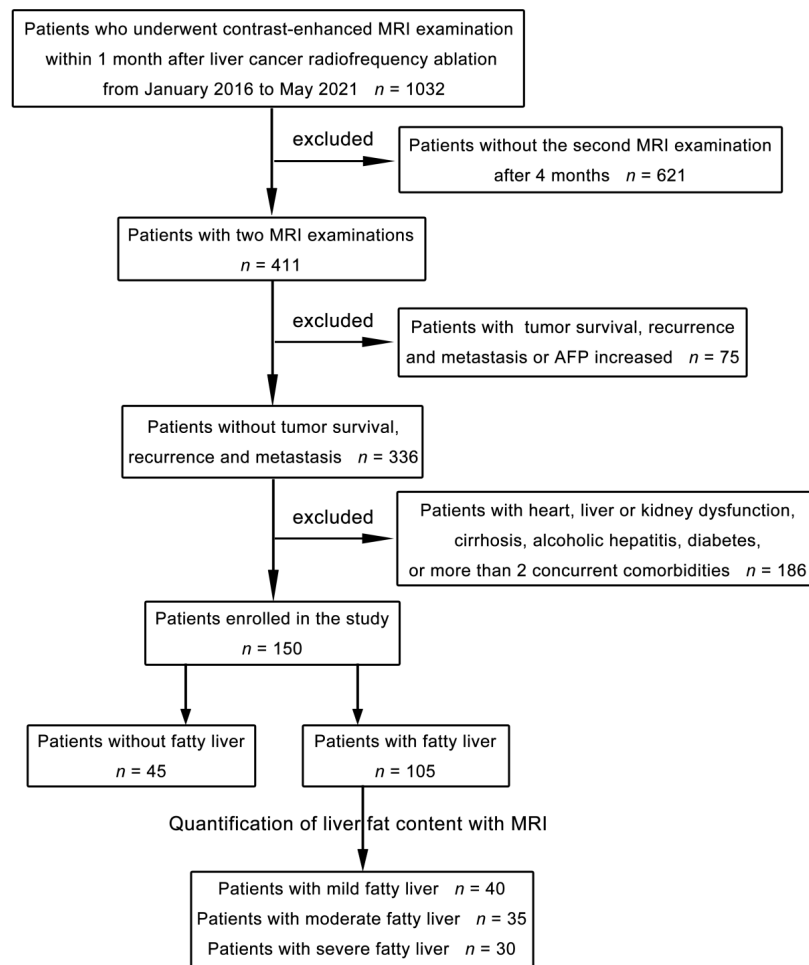 Patients who underwent contrast-enhanced MRI examination
within 1 month after liver cancer radiofrequency ablation
from January 2016 to May 2021 n = 1032
excluded
Patients without the second MRI examination
after 4 months n = 621
Patients with two MRI examinations
n = 411
excluded
Patients with tumor survival, recurrence
and metastasis or AFP increased n = 75
Patients without tumor survival,
recurrence and metastasis n = 336
excluded
Patients with heart, liver or kidney dysfunction,
cirrhosis, alcoholic hepatitis, diabetes,
or more than 2 concurrent comorbidities n = 186
Patients enrolled in the study
n = 150
Patients without fatty liver
n = 45
Patients with fatty liver
n = 105
Quantification of liver fat content with MRI
Patients with mild fatty liver n = 40
Patients with moderate fatty liver n = 35
Patients with severe fatty liver n = 30